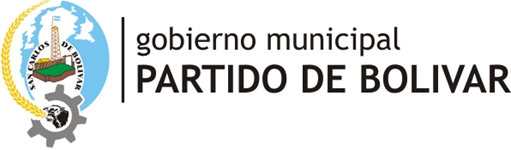 SAN CARLOS DE BOLIVAR
gobierno municipal
PARTIDO DE BOLIVAR